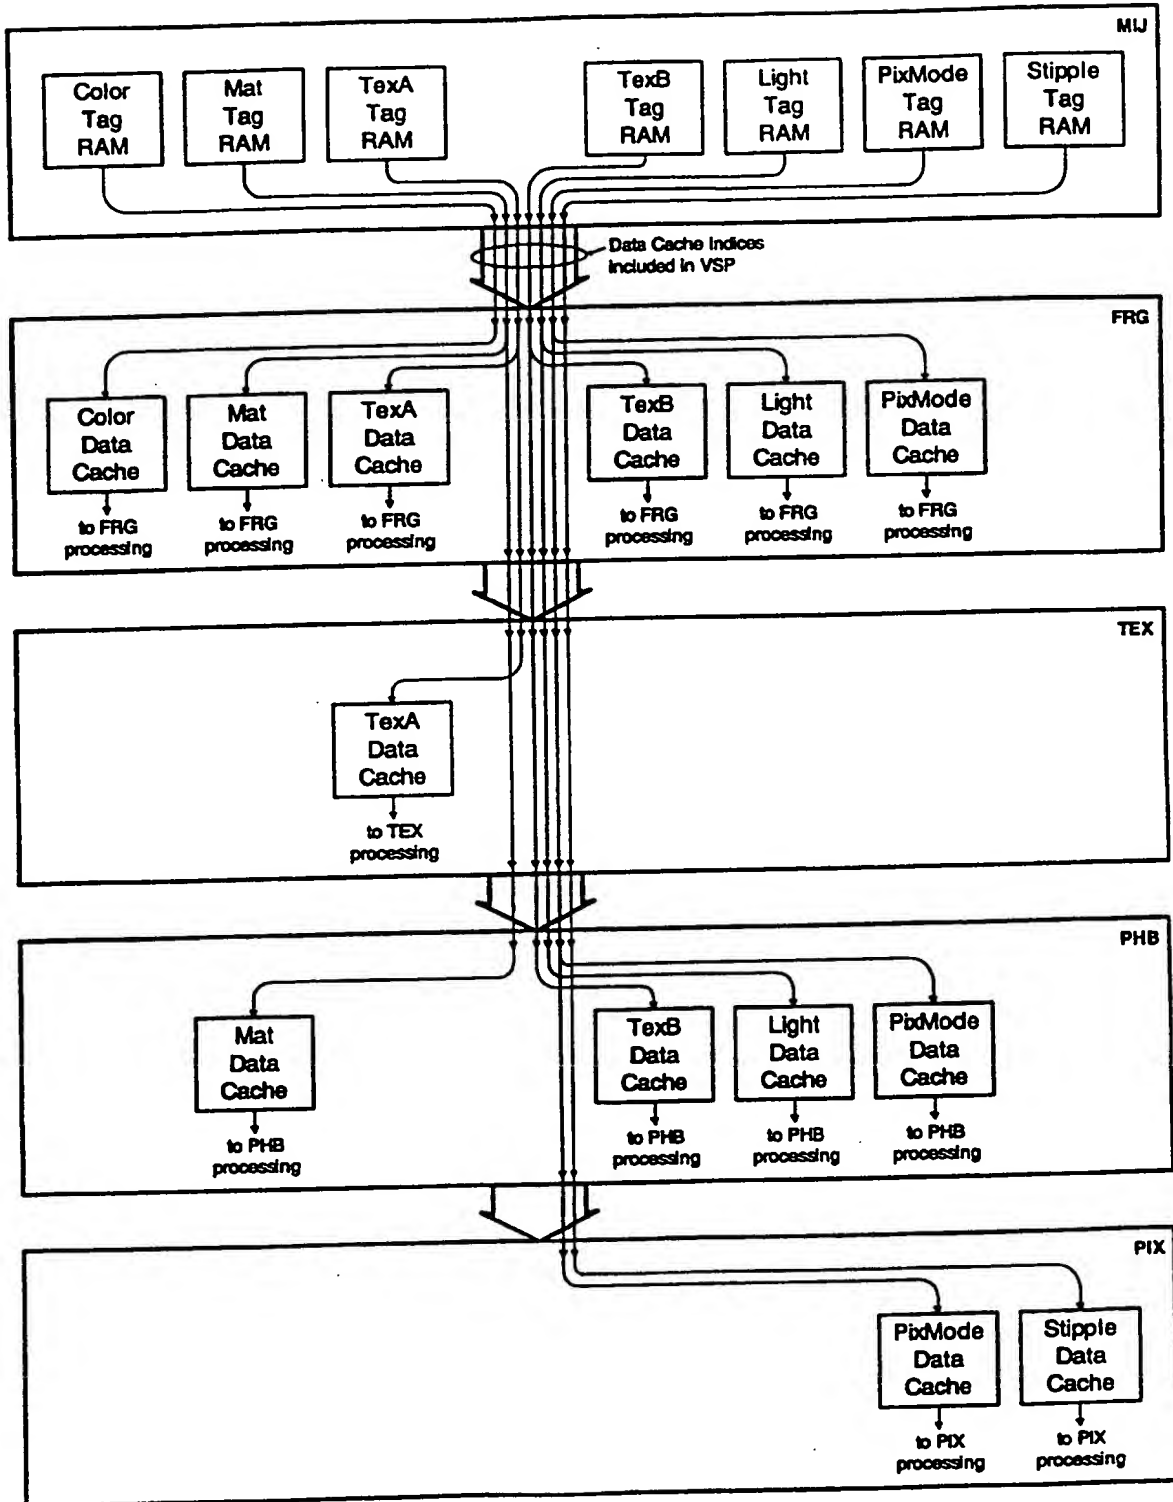 MIJ
Color
Tag
RAM
Mat
Tag
RAM
TexA
Tag
RAM
TexB
Tag
RAM
Light
Tag
RAM
PixMode
Tag
RAM
Stipple
Tag
RAM
Data Cache Indices
included in VSP
FRG
Color
Data
Cache
to FRG
processing
Mat
Data
Cache
to FRG
processing
TexA
Data
Cache
to FRG
processing
TexB
Data
Cache
to FRG
processing
Light
Data
Cache
to FRG
processing
PixMode
Data
Cache
to FRG
processing
TEX
TexA
Data
Cache
to TEX
processing
PHB
Mat
Data
Cache
to PHB
processing
TexB
Data
Cache
to PHB
processing
Light
Data
Cache
to PHB
processing
PixMode
Data
Cache
to PHB
processing
PIX
PixMode
Data
Cache
to PIX
processing
Stipple
Data
Cache
to PIX
processing